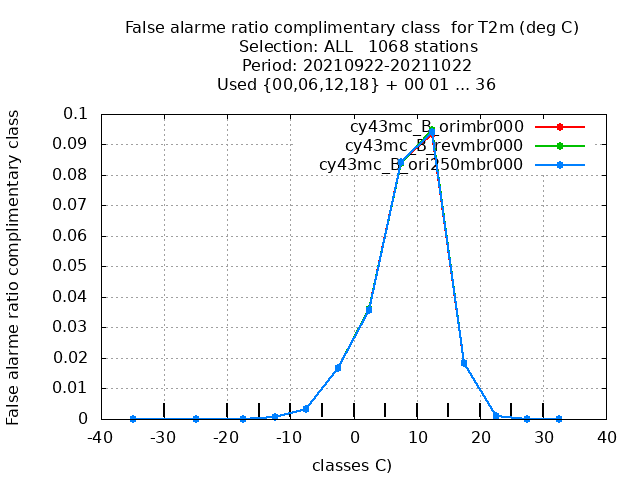 False alarme ratio complimentary class  for T2m (deg C)
Selection: ALL   1068 stations
Period: 20210922-20211022
Used {00,06,12,18} + 00 01 ... 36
False alarme ratio complimentary class
0.1
0.09
0.08
0.07
0.06
0.05
0.04
0.03
0.02
0.01
0
cy43mc_B_orimbr000
cy43mc_B_revmbr000
cy43mc_B_ori250mbr000
-40 -30 -20 -10 0 10 20 30 40
classes C)